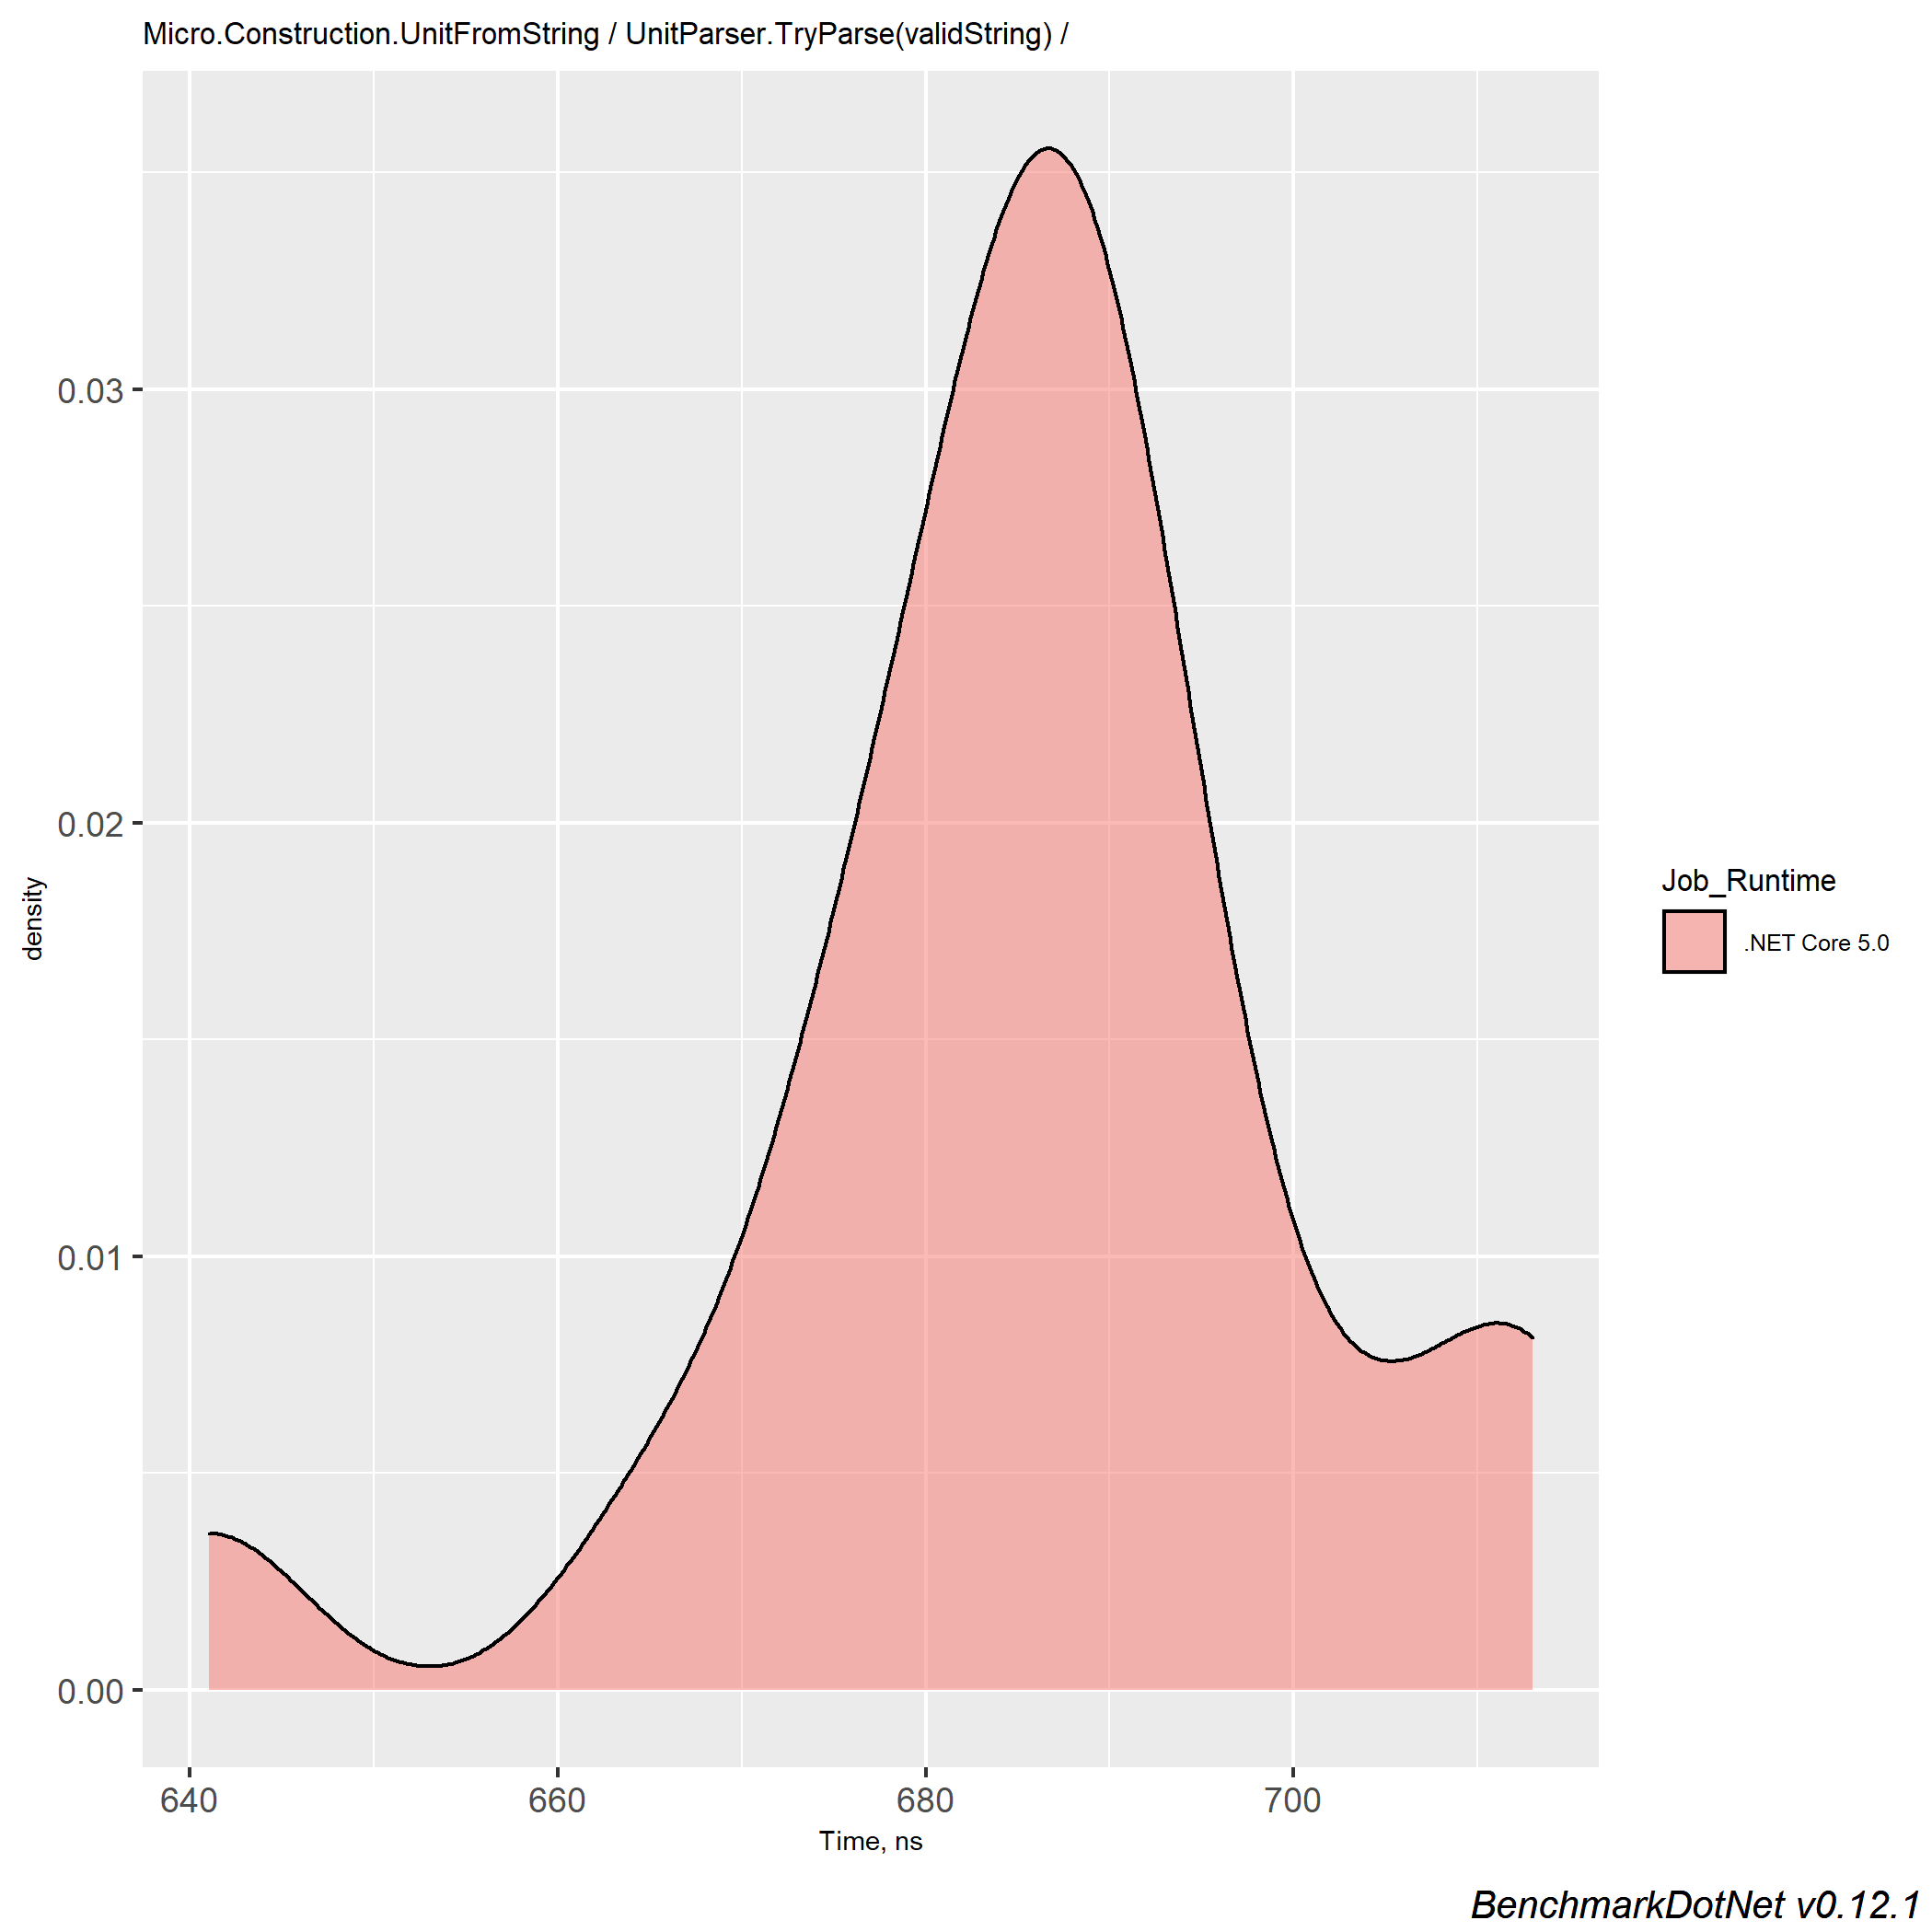 Micro.Construction.UnitFromString / UnitParser.TryParse(validString) /
0.03
0.02
0.01
0.00
density
640 660 680 700
Time, ns
Job_Runtime
.NET Core 5.0
BenchmarkDotNet v0.12.1